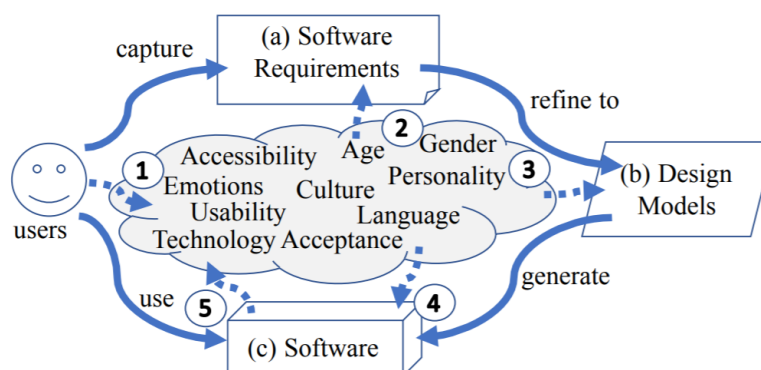 capture
(a) Software
Requirements
refine to
2
Gender
Age
Accessibility
1
Personality
3
Emotions
Culture
(b) Design
Models
Usability
Language
users
Technology Acceptance
generate
use
5
4
(c) Software